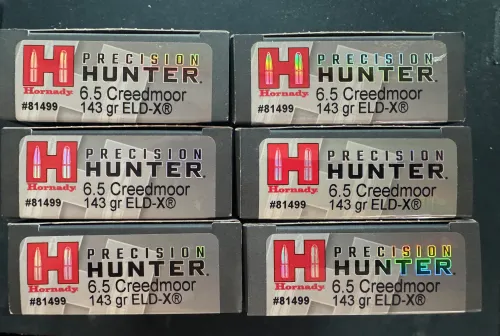 PRECISION
HUNTER.
Hornady
6.5 Creedmoor
#81499
143 gr ELD-X®
PRECISION
HUNTER.
Hornady
6.5 Creedmoor
#81499
143 gr ELD-X®
PRECISION
HUNTER.
Hornady
6.5 Creedmoor
#81499
143 gr ELD-X®
PRECISION
HUNTER.
Hornady
6.5 Creedmoor
#81499
143 gr ELD-X®
PRECISION
HUNTER.
Hornady
6.5 Creedmoor
#81499
143 gr ELD-X®
PRECISION
HUNTER.
Hornady
6.5 Creedmoor
#81499
143 gr ELD-X®